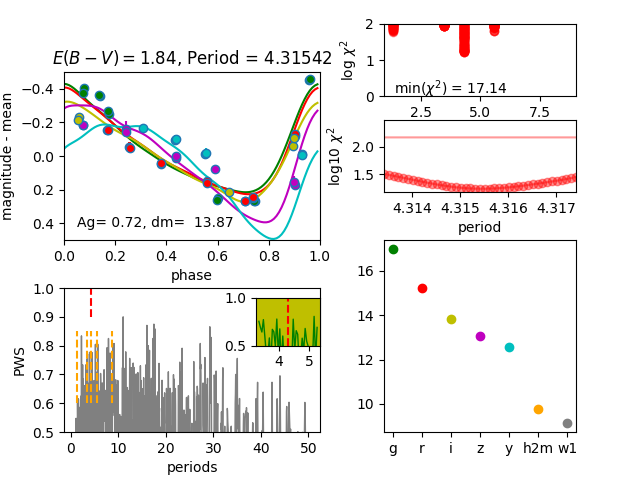 E(B − V) = 1.84, Period = 4.31542
magnitude - mean
−0.4
−0.2
0.0
0.2
0.4
Ag= 0.72, dm=  13.87
0.0 0.2 0.4 0.6 0.8 1.0
phase
log χ²
2
1
0
min(χ²) = 17.14
2.5 5.0 7.5
log10 χ²
2.0
1.5
4.314 4.315 4.316 4.317
period
PWS
1.0
0.9
0.8
0.7
0.6
0.5
1.0
0.5
4 5
0 10 20 30 40 50
periods
16
14
12
10
g r i z y h2m w1